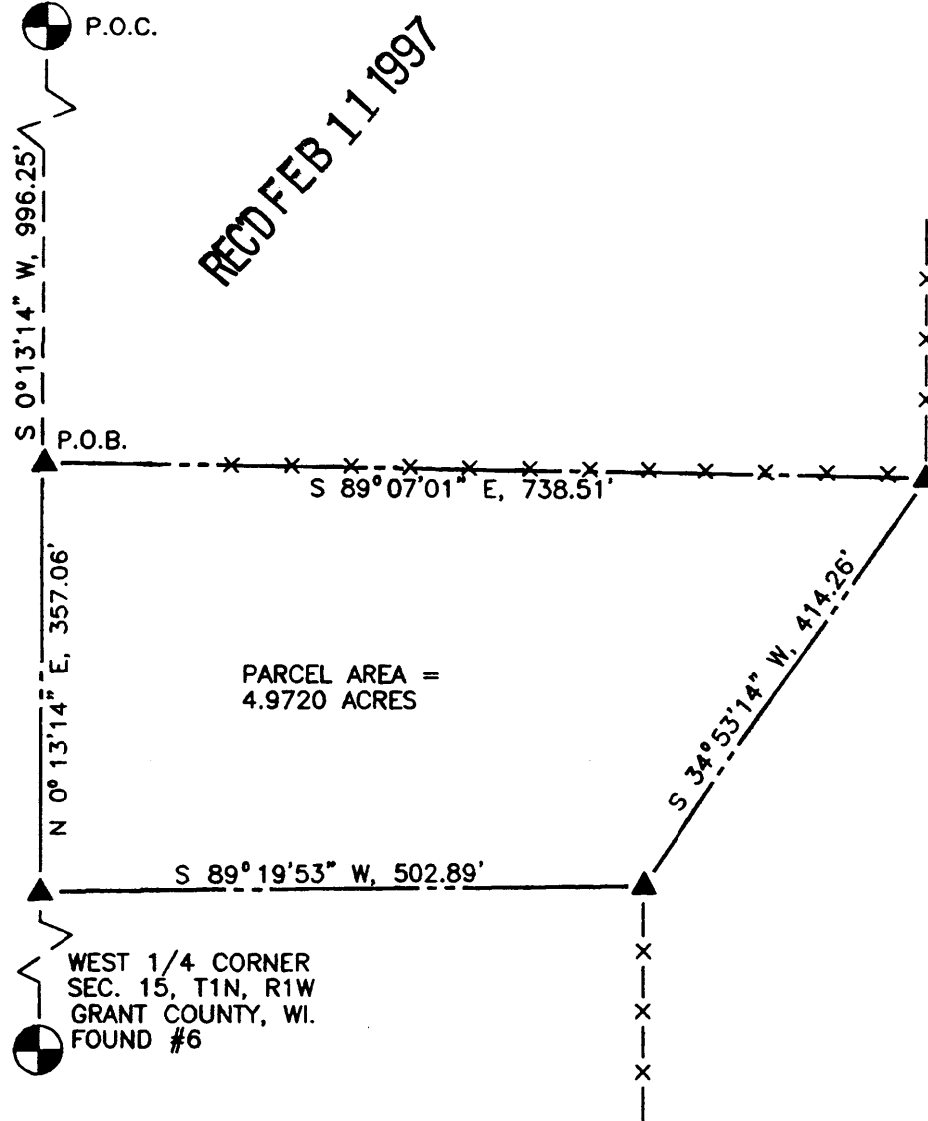 P.O.C.
REC'D FEB 11 1997
S 0°13'14" W, 996.25'
P.O.B.
S 89°07'01" E, 738.51'
N 0°13'14" E, 357.06'
PARCEL AREA =
4.9720 ACRES
S 34°53'14" W, 414.26'
S 89°19'53" W, 502.89'
WEST 1/4 CORNER
SEC. 15, T1N, R1W
GRANT COUNTY, WI.
FOUND #6